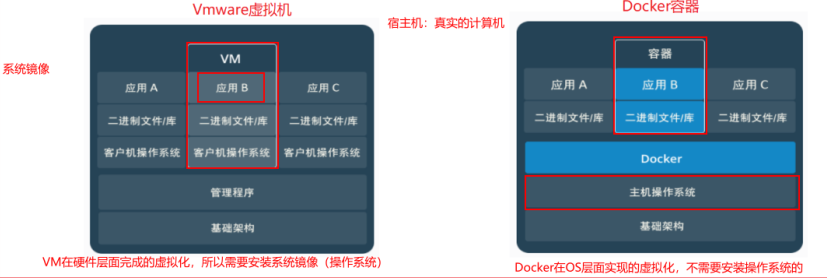 Vmware虚拟机
Docker容器
宿主机：真实的计算机
系统镜像
VM
应用 A
应用 B
应用 C
二进制文件/库
二进制文件/库
二进制文件/库
客户机操作系统
客户机操作系统
客户机操作系统
管理程序
基础架构
VM在硬件层面完成的虚拟化，所以需要安装系统镜像（操作系统）
容器
应用 A
应用 B
应用 C
二进制文件/库
二进制文件/库
二进制文件/库
Docker
主机操作系统
基础架构
Docker在OS层面实现的虚拟化，不需要安装操作系统的